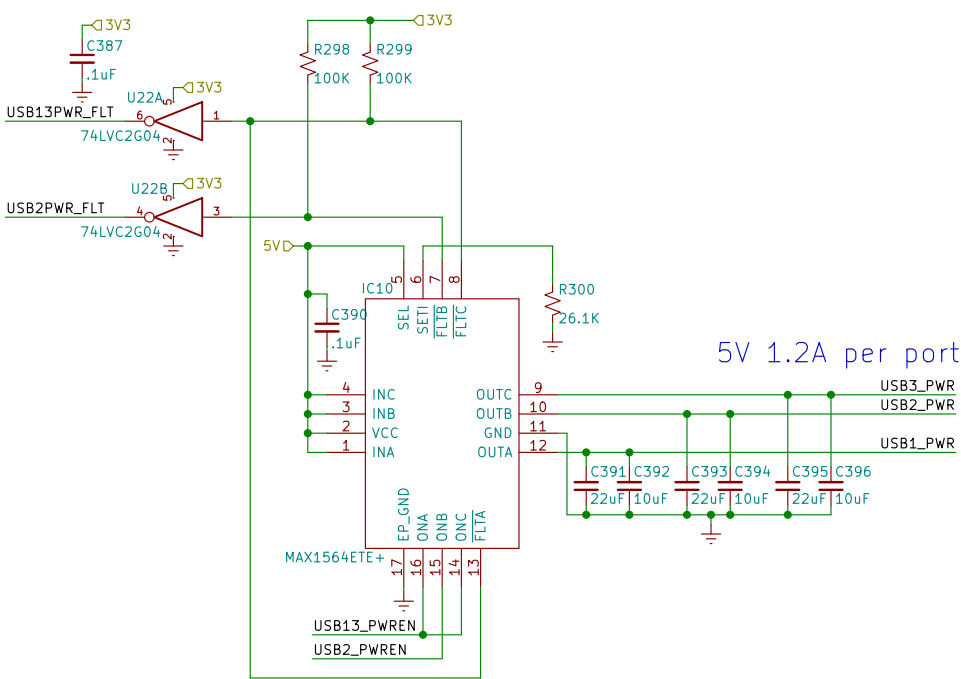 3V3
C387
.1uF
3V3
R298
100K
R299
100K
U22A
5
3V3
USB13PWR_FLT
6
1
74LVC2G04
2
U22B
5
3V3
USB2PWR_FLT
4
3
74LVC2G04
2
5V
5
6
7
8
IC10
SEL
SETI
FLTB
FLTC
R300
26.1K
C390
.1uF
5V 1.2A per port
4
INC
3
INB
2
VCC
1
INA
OUTC
9
USB3_PWR
OUTB
10
USB2_PWR
GND
11
OUTA
12
USB1_PWR
C391
22uF
C392
10uF
C393
22uF
C394
10uF
C395
22uF
C396
10uF
EP_GND
ONA
ONB
ONC
FLTA
MAX1564ETE+
17
16
15
14
13
USB13_PWREN
USB2_PWREN